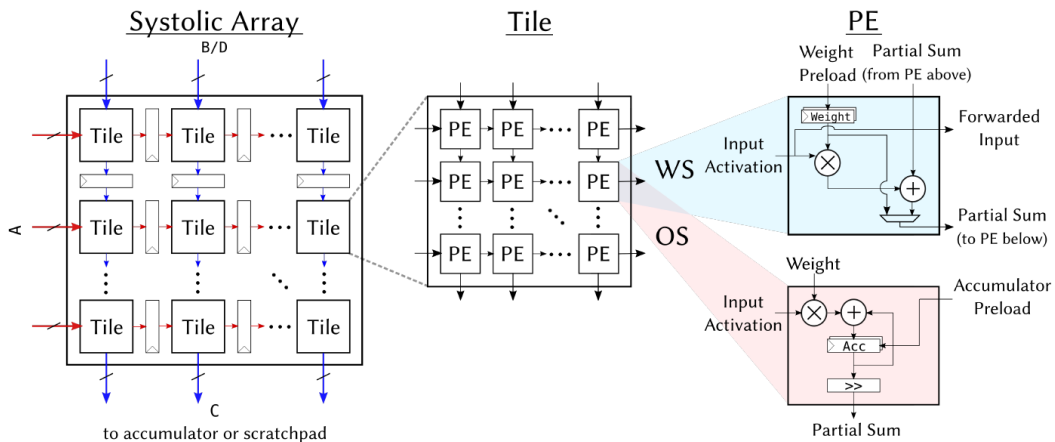 Systolic Array
B/D
Tile Tile Tile
Tile Tile Tile
Tile Tile Tile
A
C
to accumulator or scratchpad
Tile
PE PE PE
PE PE PE
PE PE PE
WS
OS
PE
Weight
Preload
Partial Sum
(from PE above)
Weight
Input
Activation
Forwarded
Input
Partial Sum
(to PE below)
Weight
Input
Activation
Accumulator
Preload
Acc
>>
Partial Sum